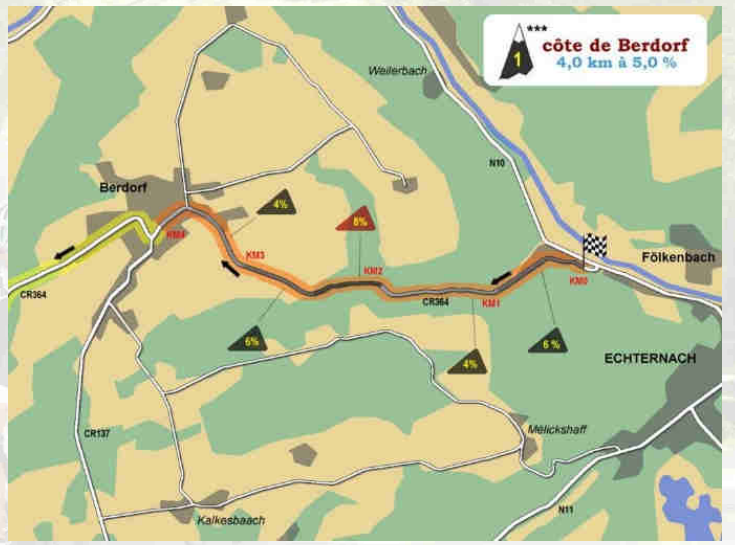 ***
1
côte de Berdorf
4,0 km à 5,0 %
Weilerbach
N10
Berdorf
4%
8%
KM4
KM3
KM2
KM0
Fölkenbach
CR364
CR364
KM1
6%
4%
6 %
ECHTERNACH
CR137
Mélickshaff
Kalkesbaach
N11